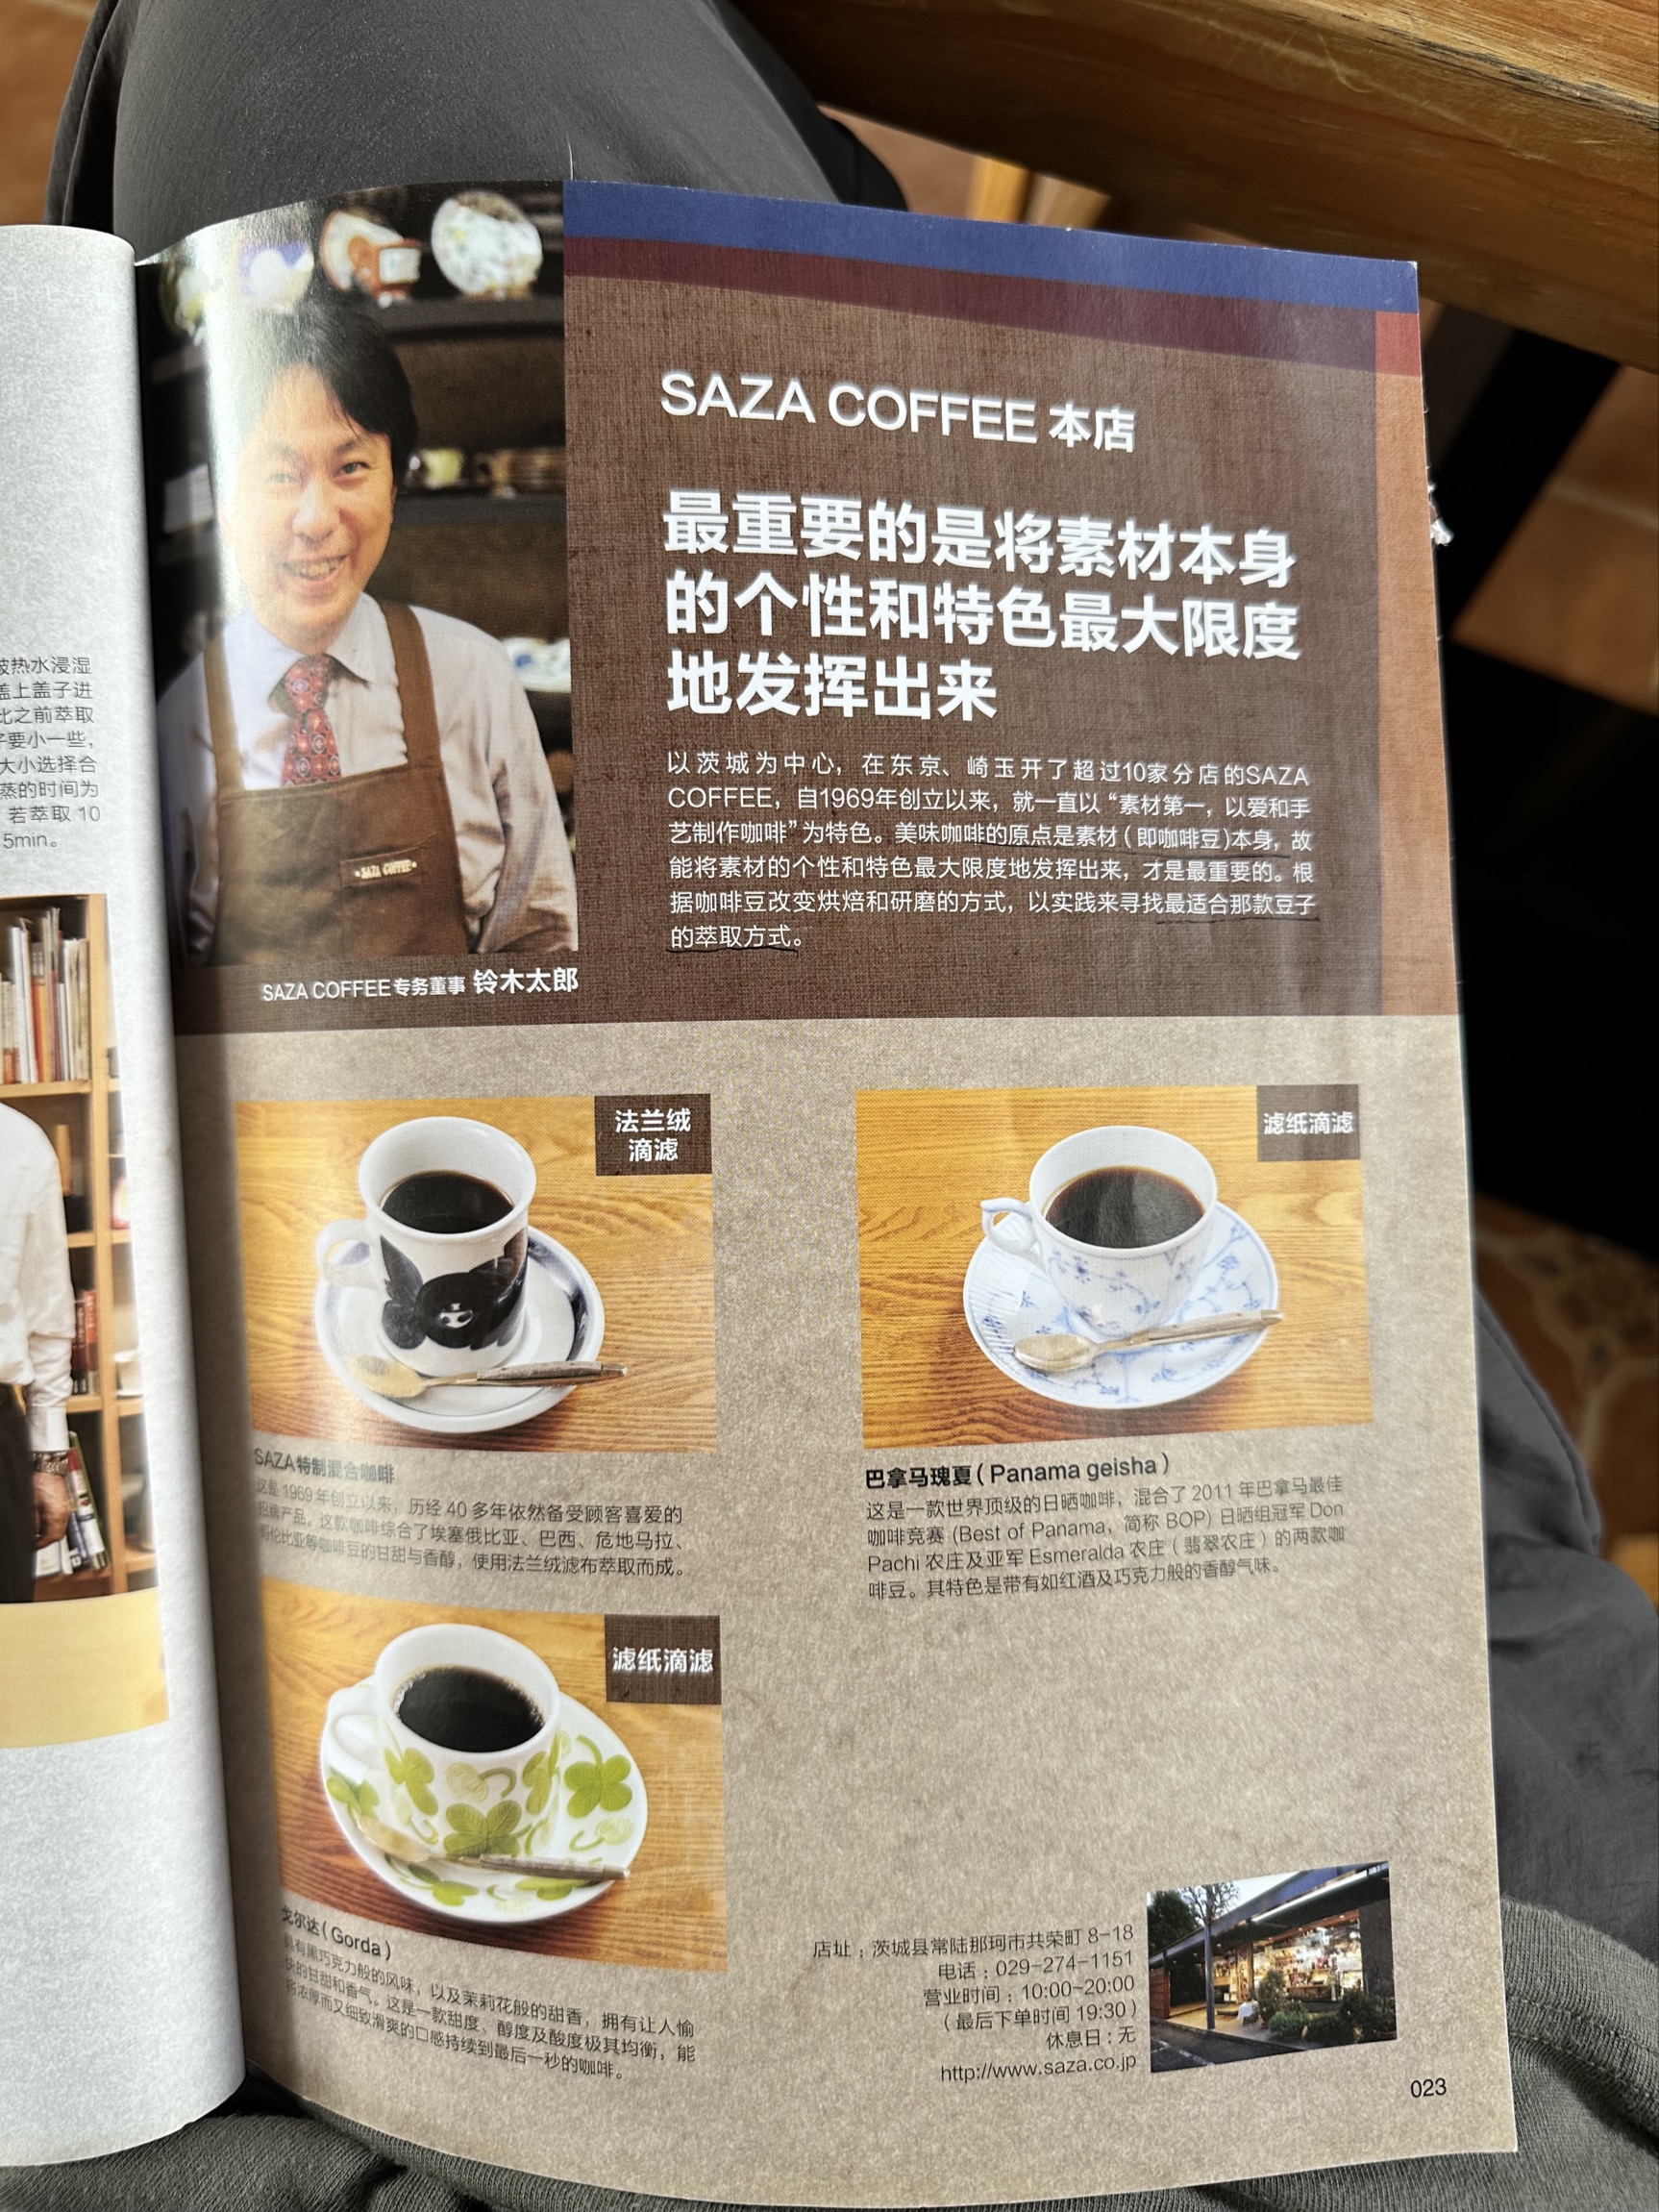 被热水浸湿
盖上盖子进
比之前萃取
子要小一些，
大小选择合
蒸的时间为
若萃取 10
5min。
SAZA COFFEE
SAZA COFFEE专务董事 铃木太郎
SAZA COFFEE 本店
最重要的是将素材本身
的个性和特色最大限度
地发挥出来
以茨城为中心，在东京、崎玉开了超过10家分店的SAZA
COFFEE，自1969年创立以来，就一直以“素材第一，以爱和手
艺制作咖啡”为特色。美味咖啡的原点是素材（即咖啡豆)本身，故
能将素材的个性和特色最大限度地发挥出来，才是最重要的。根
据咖啡豆改变烘焙和研磨的方式，以实践来寻找最适合那款豆子
的萃取方式。
法兰绒
滴滤
SAZA特制混合咖啡
这是1969年创立以来，历经 40 多年依然备受顾客喜爱的
招牌产品。这款咖啡综合了埃塞俄比亚、巴西、危地马拉、
哥伦比亚等咖啡豆的甘甜与香醇，使用法兰绒滤布萃取而成。
滤纸滴滤
巴拿马瑰夏（Panama geisha）
这是一款世界顶级的日晒咖啡，混合了 2011 年巴拿马最佳
咖啡竞赛 (Best of Panama，简称 BOP) 日晒组冠军 Don
Pachi 农庄及亚军 Esmeralda 农庄（翡翠农庄）的两款咖
啡豆。其特色是带有如红酒及巧克力般的香醇气味。
滤纸滴滤
戈尔达（Gorda）
具有黑巧克力般的风味，以及茉莉花般的甜香，拥有让人愉
快的甘甜和香气。这是一款甜度、醇度及酸度极其均衡，能
将浓厚而又细致滑爽的口感持续到最后一秒的咖啡。
店址：茨城县常陆那珂市共荣町 8-18
电话：029-274-1151
营业时间：10:00-20:00
（最后下单时间 19:30）
休息日：无
http://www.saza.co.jp
023